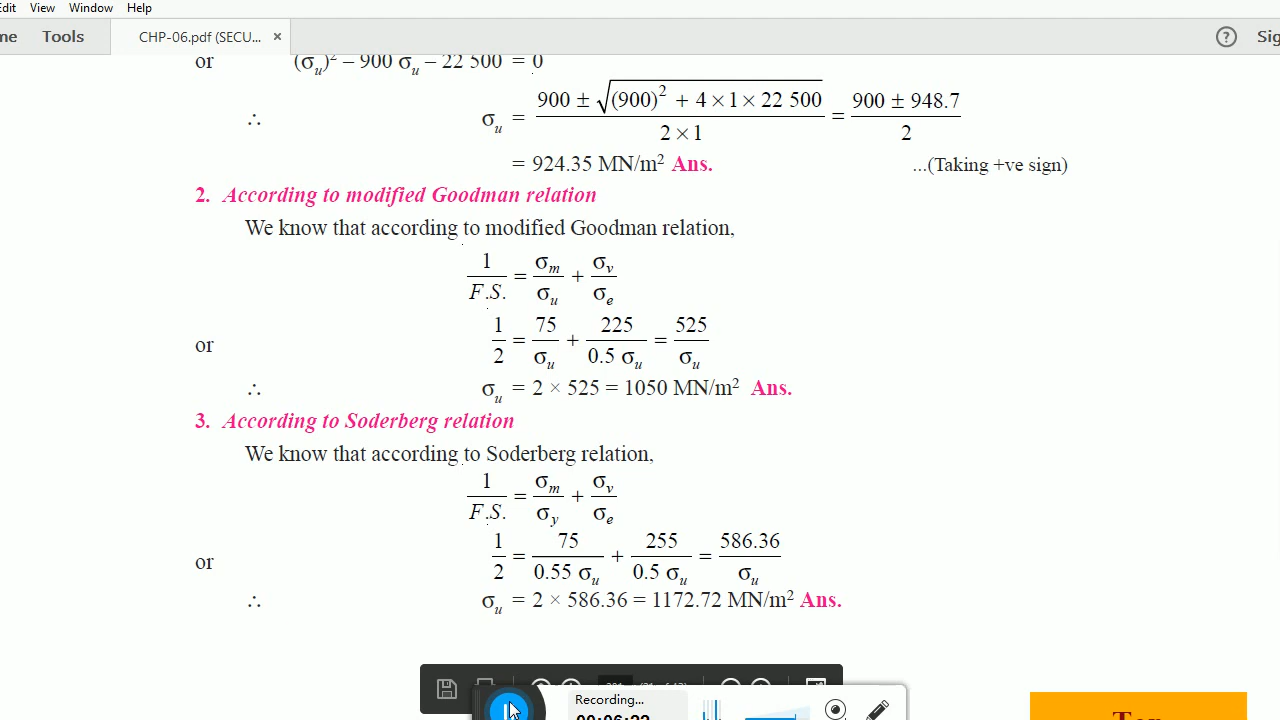 Edit View Window Help
me Tools CHP-06.pdf (SECU... × ? Sig
or (σu)² – 900 σu – 22 500 = 0
∴ σu = (900 ± √((900)² + 4 × 1 × 22 500)) / (2 × 1) = (900 ± 948.7) / 2
= 924.35 MN/m² Ans. ...(Taking +ve sign)
2. According to modified Goodman relation
We know that according to modified Goodman relation,
1 / F.S. = σm / σu + σv / σe
or 1 / 2 = 75 / σu + 225 / 0.5 σu = 525 / σu
∴ σu = 2 × 525 = 1050 MN/m² Ans.
3. According to Soderberg relation
We know that according to Soderberg relation,
1 / F.S. = σm / σy + σv / σe
or 1 / 2 = 75 / 0.55 σu + 255 / 0.5 σu = 586.36 / σu
∴ σu = 2 × 586.36 = 1172.72 MN/m² Ans.
Recording...